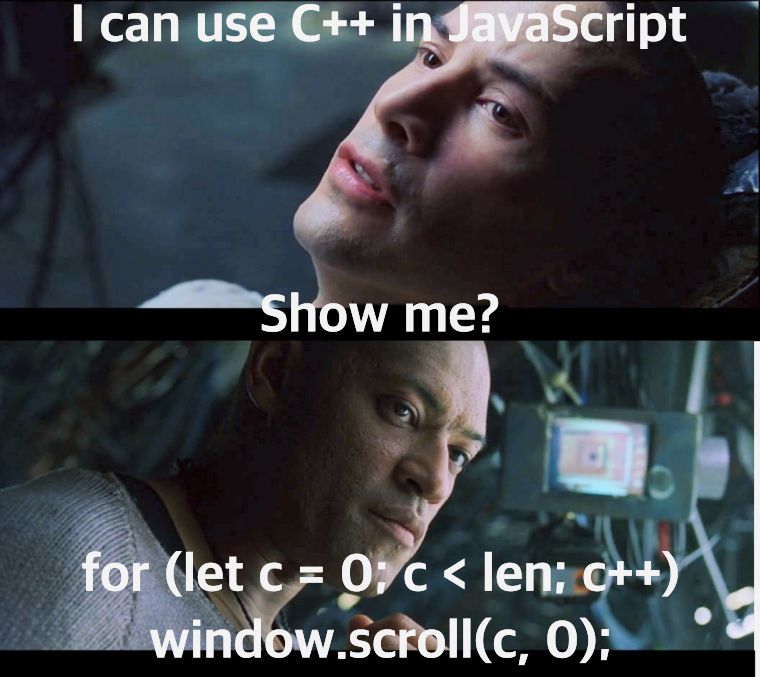 I can use C++ in JavaScript
Show me?
for (let c = 0; c < len; c++)
window.scroll(c, 0);